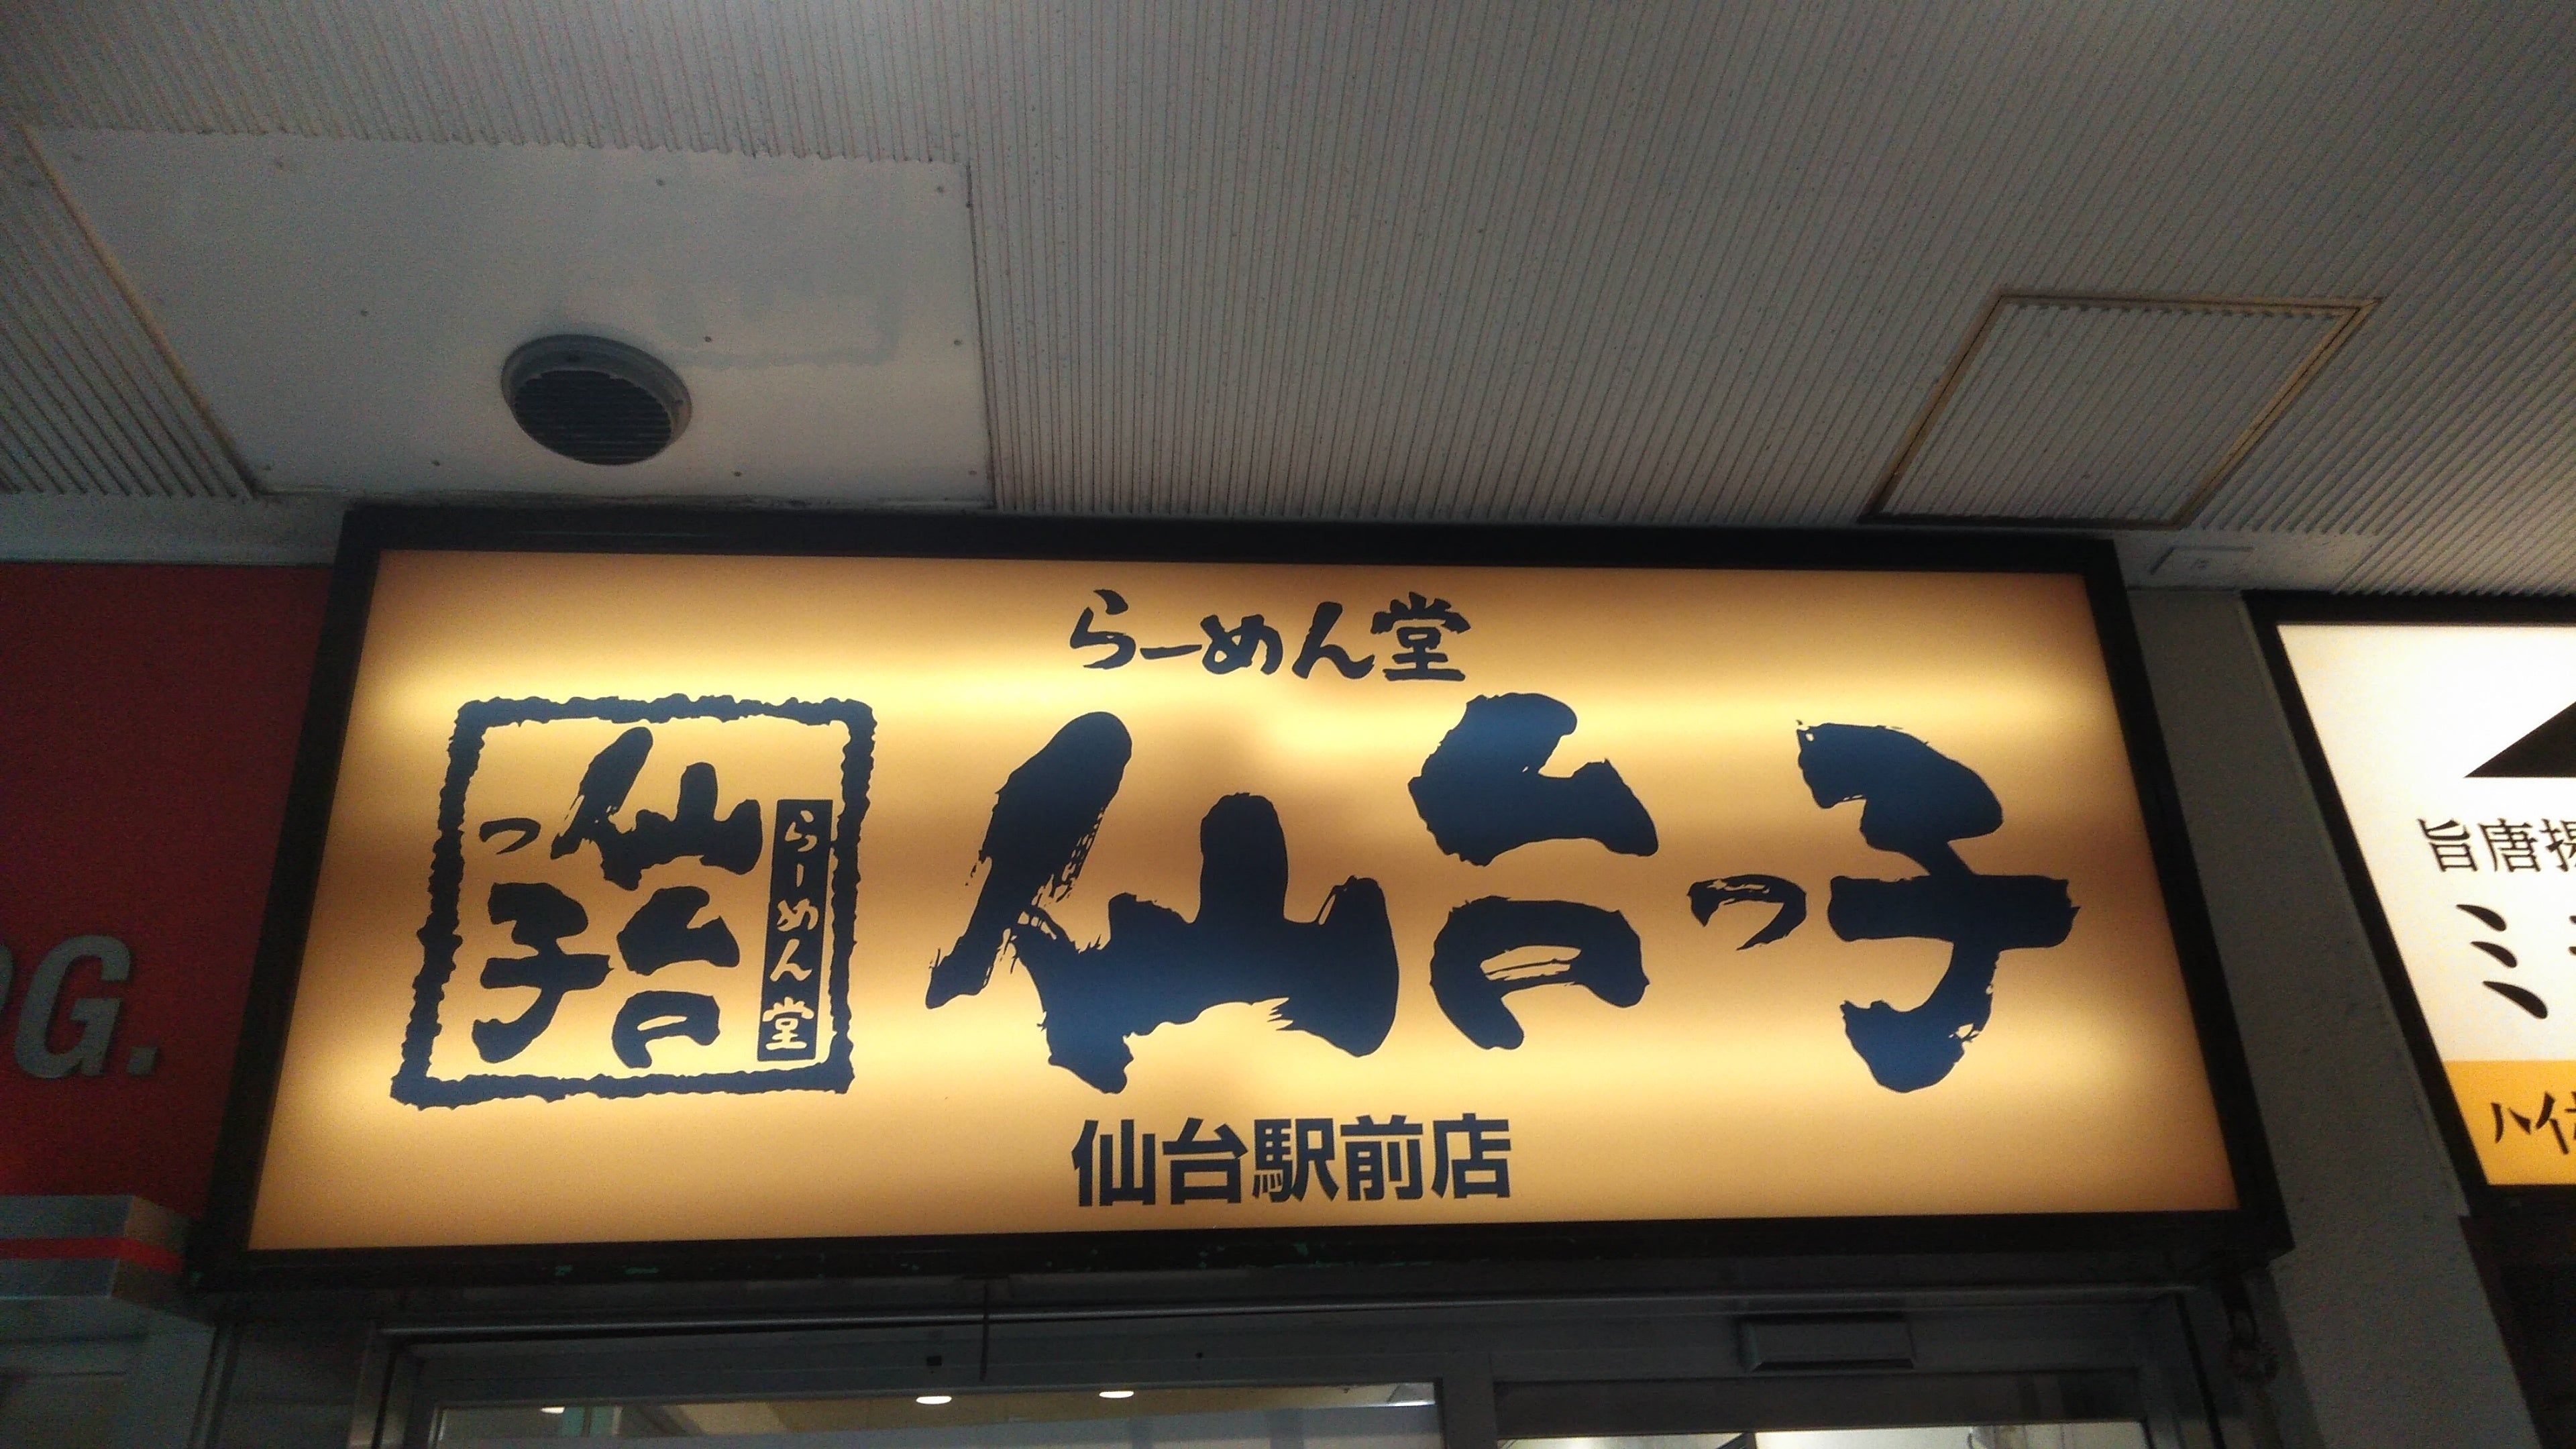 らーめん堂
仙台っ子
らーめん堂
仙台
っ子
仙台駅前店
G.
旨唐揚